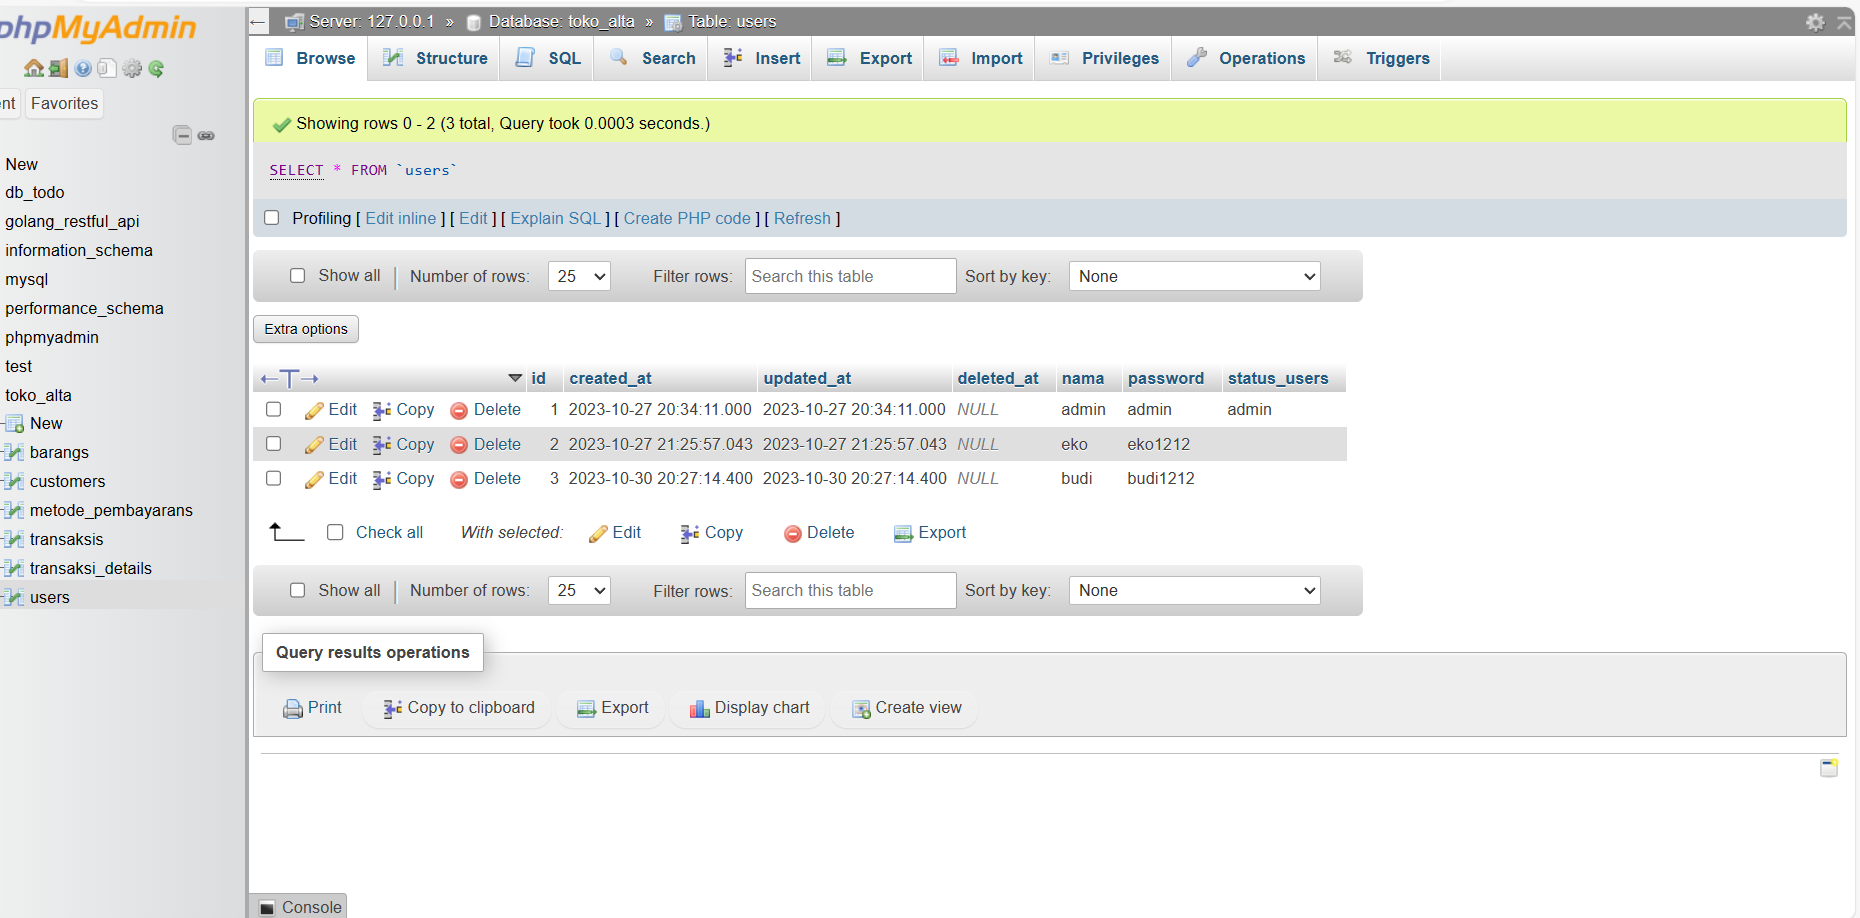 phpMyAdmin
ent Favorites
New
db_todo
golang_restful_api
information_schema
mysql
performance_schema
phpmyadmin
test
toko_alta
New
barangs
customers
metode_pembayarans
transaksis
transaksi_details
users
Server: 127.0.0.1 » Database: toko_alta » Table: users
Browse Structure SQL Search Insert Export Import Privileges Operations Triggers
Showing rows 0 - 2 (3 total, Query took 0.0003 seconds.)
SELECT * FROM `users`
Profiling [ Edit inline ] [ Edit ] [ Explain SQL ] [ Create PHP code ] [ Refresh ]
Show all | Number of rows: 25 Filter rows: Search this table Sort by key: None
Extra options
←T→ id created_at updated_at deleted_at nama password status_users
Edit Copy Delete 1 2023-10-27 20:34:11.000 2023-10-27 20:34:11.000 NULL admin admin admin
Edit Copy Delete 2 2023-10-27 21:25:57.043 2023-10-27 21:25:57.043 NULL eko eko1212
Edit Copy Delete 3 2023-10-30 20:27:14.400 2023-10-30 20:27:14.400 NULL budi budi1212
Check all With selected: Edit Copy Delete Export
Show all | Number of rows: 25 Filter rows: Search this table Sort by key: None
Query results operations
Print Copy to clipboard Export Display chart Create view
Console